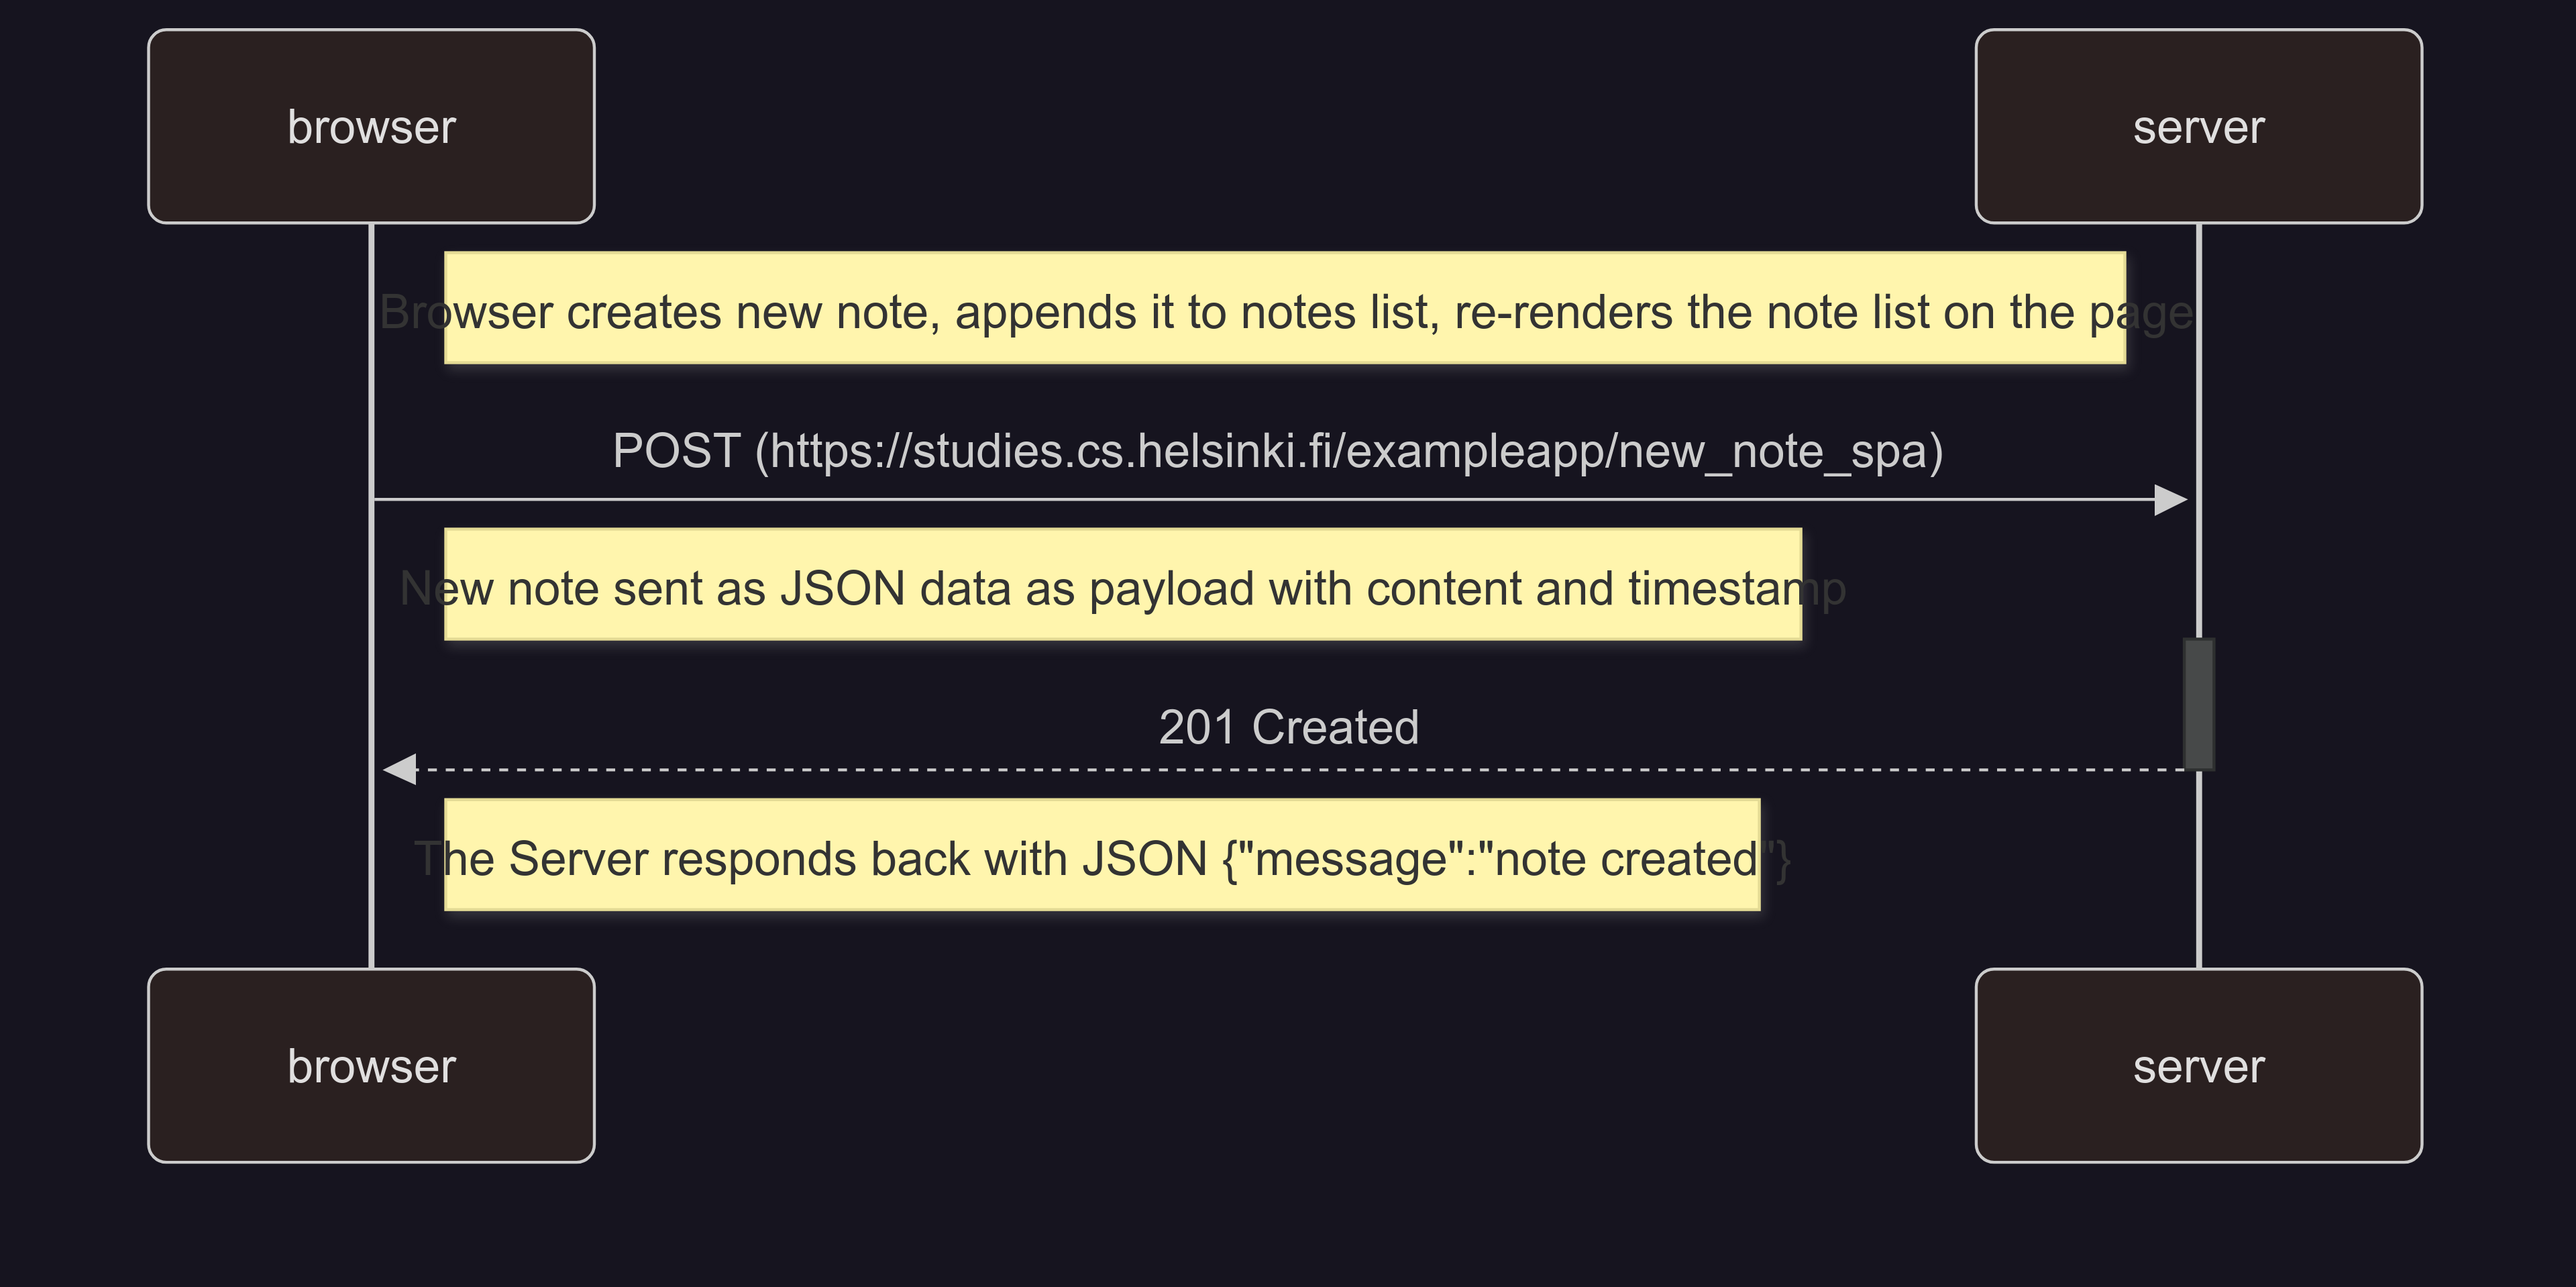 browser
server
Browser creates new note, appends it to notes list, re-renders the note list on the page
POST (https://studies.cs.helsinki.fi/exampleapp/new_note_spa)
New note sent as JSON data as payload with content and timestamp
201 Created
The Server responds back with JSON {"message":"note created"}
browser
server